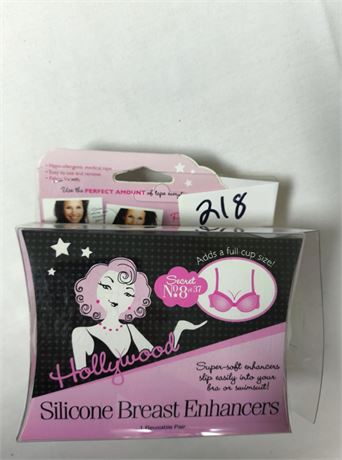 • Hypo-allergenic medical tape
• Easy to use and remove
Use the PERFECT AMOUNT of tape every
218
Adds a full cup size!
Secret
No 8 of 37
Hollywood
Super-soft enhancers
slip easily into your
bra or swimsuit!
Silicone Breast Enhancers
1 Reusable Pair